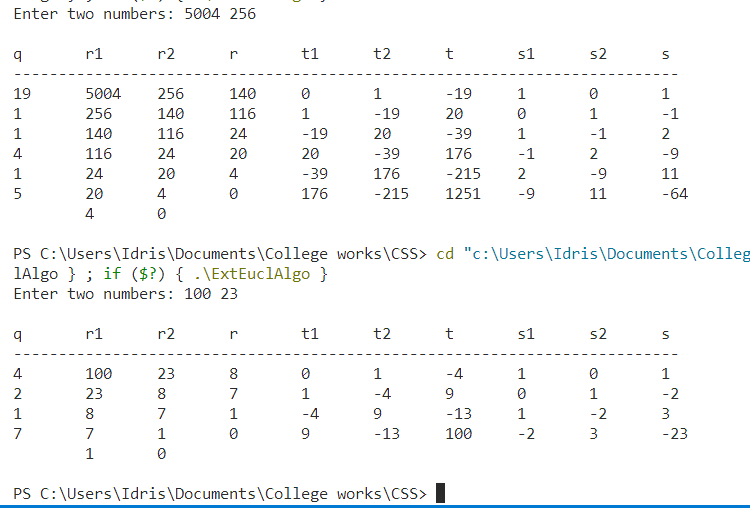 Enter two numbers: 5004 256
q r1 r2 r t1 t2 t s1 s2 s
--------------------------------------------------------------------------
19 5004 256 140 0 1 -19 1 0 1
1 256 140 116 1 -19 20 0 1 -1
1 140 116 24 -19 20 -39 1 -1 2
4 116 24 20 20 -39 176 -1 2 -9
1 24 20 4 -39 176 -215 2 -9 11
5 20 4 0 176 -215 1251 -9 11 -64
4 0
PS C:\Users\Idris\Documents\College works\CSS> cd "c:\Users\Idris\Documents\Colleg
lAlgo } ; if ($?) { .\ExtEuclAlgo }
Enter two numbers: 100 23
q r1 r2 r t1 t2 t s1 s2 s
--------------------------------------------------------------------------
4 100 23 8 0 1 -4 1 0 1
2 23 8 7 1 -4 9 0 1 -2
1 8 7 1 -4 9 -13 1 -2 3
7 7 1 0 9 -13 100 -2 3 -23
1 0
PS C:\Users\Idris\Documents\College works\CSS>